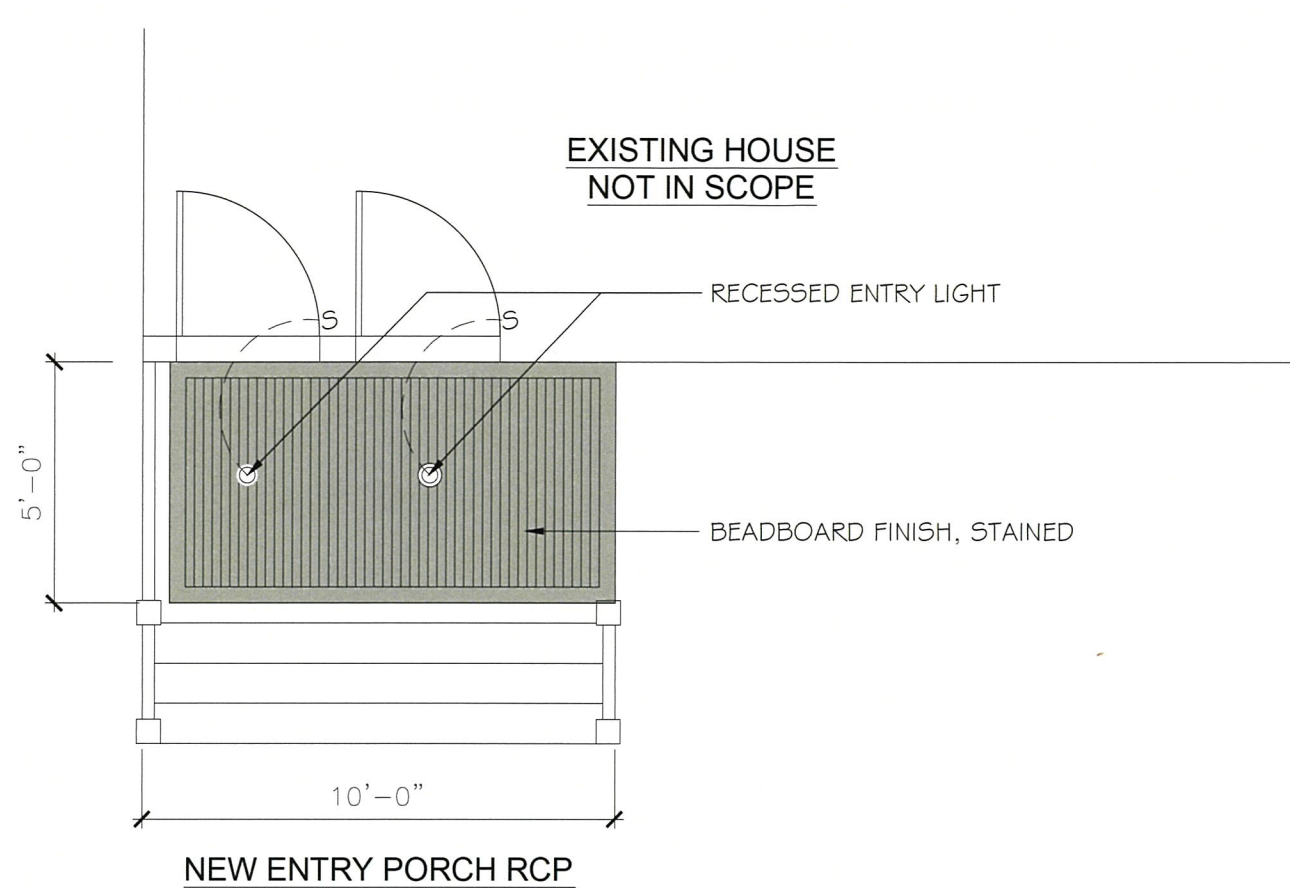 EXISTING HOUSE
NOT IN SCOPE
RECESSED ENTRY LIGHT
S
S
5'-0"
BEADBOARD FINISH, STAINED
10'-0"
NEW ENTRY PORCH RCP